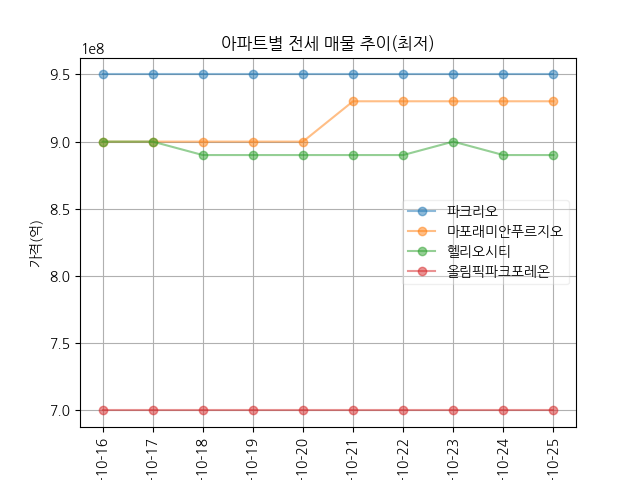 아파트별 전세 매물 추이(최저)
1e8
9.5
9.0
8.5
8.0
7.5
7.0
가격(억)
파크리오
마포래미안푸르지오
헬리오시티
올림픽파크포레온
-10-16
-10-17
-10-18
-10-19
-10-20
-10-21
-10-22
-10-23
-10-24
-10-25